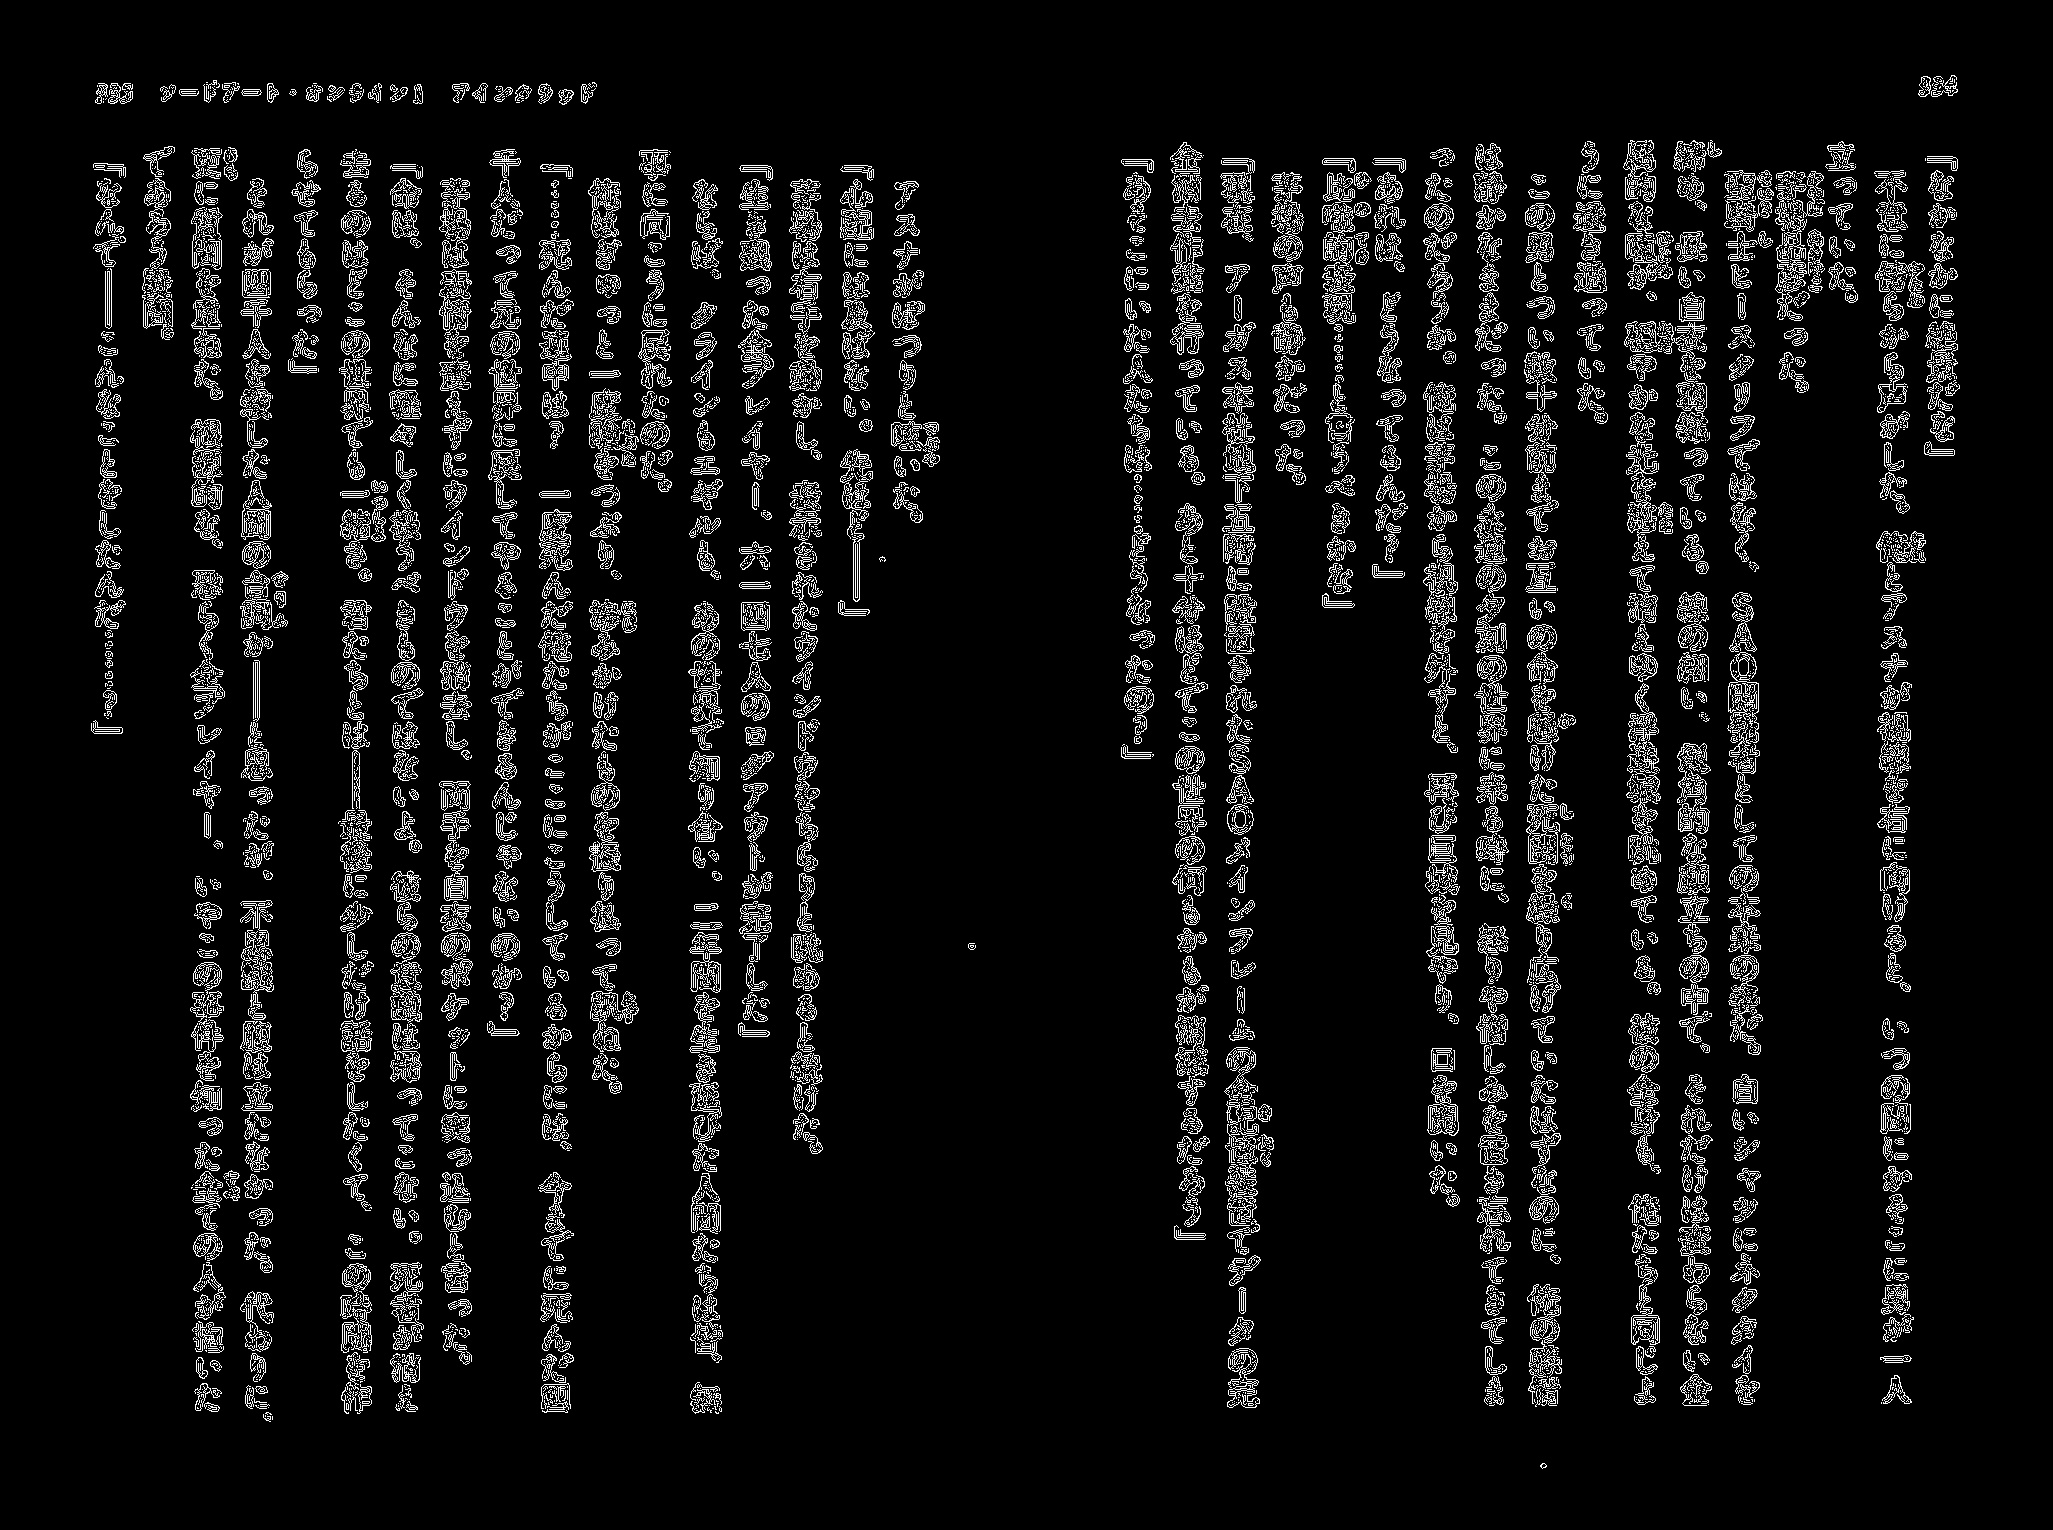 334
『なかなかに絶景だな』
不意に傍らから声がした。俺とアスナが視線を右に向けると、いつの間にかそこに男が一人
立っていた。
茅場晶彦だった。
聖騎士ヒースクリフではなく、SAO開発者としての本来の姿だ。白いシャツにネクタイを
締め、長い白衣を羽織っている。線の細い、鋭角的な顔立ちの中で、それだけは変わらない金
属的な瞳が、穏やかな光を湛えて消えゆく浮遊城を眺めている。彼の全身も、俺たちと同じよ
うに透き通っていた。
この男とつい数十分前までお互いの命を懸けた死闘を繰り広げていたはずなのに、俺の感情
は静かなままだった。この永遠の夕刻の世界に来る時に、怒りや憎しみを置き忘れてきてしま
ったのだろうか。俺は茅場から視線を外すと、再び巨城を見やり、口を開いた。
『あれは、どうなってるんだ?』
『比喩的表現……と言うべきかな』
茅場の声も静かだった。
『現在、アーガス本社地下五階に設置されたSAOメインフレームの全記憶装置でデータの完
全消去作業を行っている。あと十分ほどでこの世界の何もかもが消滅するだろう』
『あそこにいた人たちは……どうなったの?』
335 ソードアート・オンライン1 アインクラッド
アスナがぽつりと呟いた。
『心配には及ばない。先ほど――』
茅場は右手を動かし、表示されたウインドウをちらりと眺めると続けた。
『生き残った全プレイヤー、六一四七人のログアウトが完了した』
ならば、クラインもエギルも、あの世界で知り合い、二年間を生き延びた人間たちは皆、無
事に向こうに戻れたのだ。
俺はぎゅっと一度瞼をつぶり、滲みかけたものを振り払って訊ねた。
『……死んだ連中は? 一度死んだ俺たちがここにこうしているからには、今までに死んだ四
千人だって元の世界に戻してやることができるんじゃないのか?』
茅場は表情を変えずにウインドウを消去し、両手を白衣のポケットに突っ込むと言った。
『命は、そんなに軽々しく扱うべきものではないよ。彼らの意識は帰ってこない。死者が消え
去るのはどこの世界でも一緒さ。君たちとは――最後に少しだけ話をしたくて、この時間を作
らせてもらった』
それが四千人を殺した人間の台詞か――と思ったが、不思議と腹は立たなかった。代わりに、
更に質問を重ねた。根源的な、恐らく全プレイヤー、いやこの事件を知った全ての人が抱いた
であろう疑問。
『なんで――こんなことをしたんだ……?』